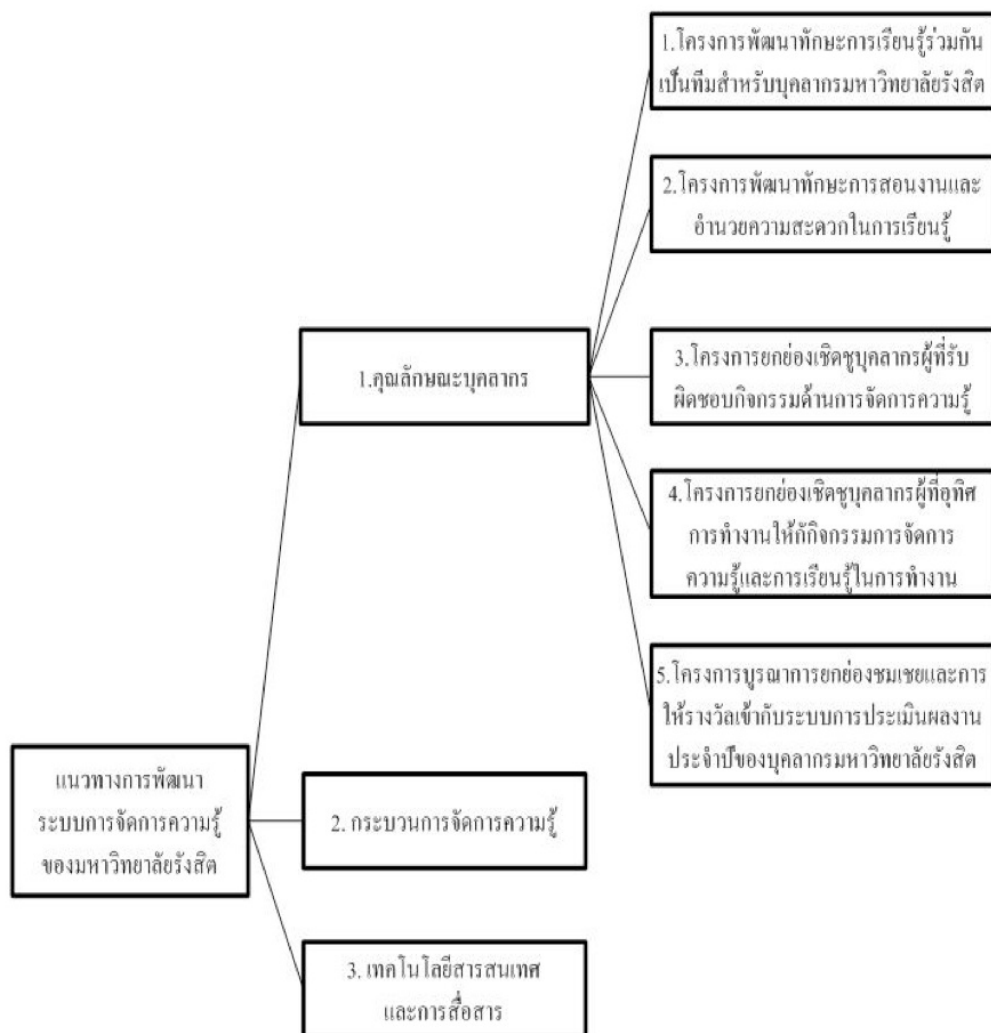 1.โครงการพัฒนาทักษะการเรียนรู้ร่วมกัน
เป็นทีมสำหรับบุคลากรมหาวิทยาลัยรังสิต
2.โครงการพัฒนาทักษะการสอนงานและ
อำนวยความสะดวกในการเรียนรู้
1.คุณลักษณะบุคลากร
3.โครงการยกย่องเชิดชูบุคลากรผู้ที่รับ
ผิดชอบกิจกรรมด้านการจัดการความรู้
4.โครงการยกย่องเชิดชูบุคลากรผู้ที่อุทิศ
การทำงานให้กักิจกรรมการจัดการ
ความรู้และการเรียนรู้ในการทำงาน
5.โครงการบูรณาการยกย่องชมเชยและการ
ให้รางวัลเข้ากับระบบการประเมินผลงาน
ประจำปีของบุคลากรมหาวิทยาลัยรังสิต
แนวทางการพัฒนา
ระบบการจัดการความรู้
ของมหาวิทยาลัยรังสิต
2. กระบวนการจัดการความรู้
3. เทคโนโลยีสารสนเทศ
และการสื่อสาร